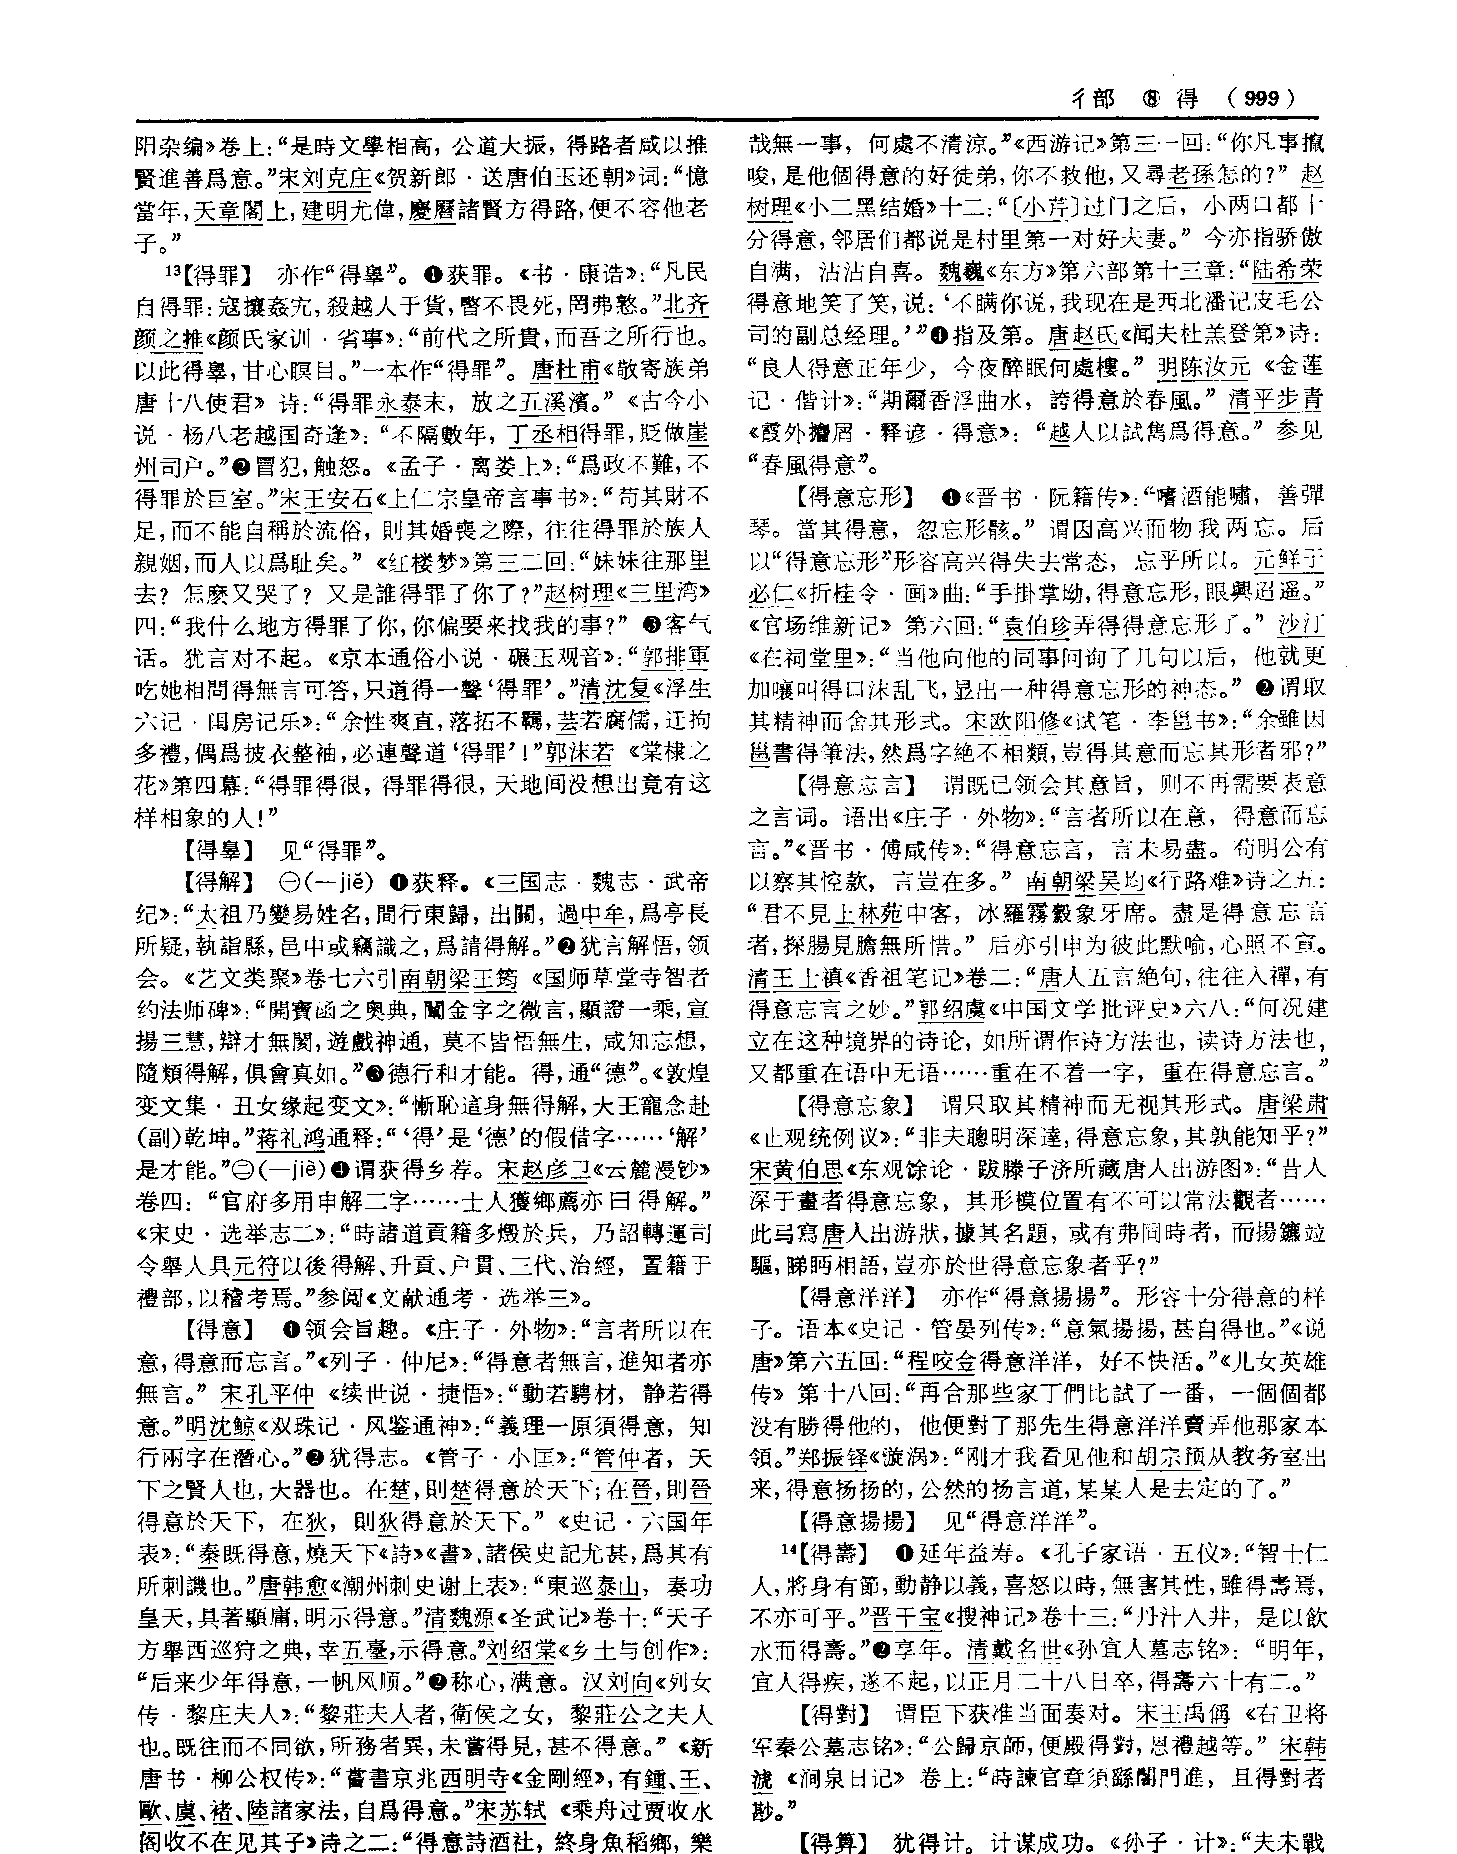 彳部 ⑧ 得 （999）
阳杂编》卷上：“是時文學相高，公道大振，得路者咸以推
賢進善爲意。”宋刘克庄《贺新郎·送唐伯玉还朝》词：“憶
當年，天章閣上，建明尤偉，慶曆諸賢方得路，便不容他老
子。”
13【得罪】 亦作“得辠”。❶获罪。《书·康诰》：“凡民
自得罪：寇攘姦宄，殺越人于貨，暋不畏死，罔弗憝。”北齐
颜之推《颜氏家训·省事》：“前代之所貴，而吾之所行也。
以此得辠，甘心瞑目。”一本作“得罪”。唐杜甫《敬寄族弟
唐十八使君》诗：“得罪永泰末，放之五溪濱。”《古今小
说·杨八老越国奇逢》：“不隔數年，丁丞相得罪，貶做崖
州司户。”❷冒犯，触怒。《孟子·离娄上》：“爲政不難，不
得罪於巨室。”宋王安石《上仁宗皇帝言事书》：“苟其財不
足，而不能自稱於流俗，則其婚喪之際，往往得罪於族人
親姻，而人以爲耻矣。”《红楼梦》第三二回：“妹妹往那里
去？怎麽又哭了？又是誰得罪了你了？”赵树理《三里湾》
四：“我什么地方得罪了你，你偏要来找我的事？”❸客气
话。犹言对不起。《京本通俗小说·碾玉观音》：“郭排軍
吃她相問得無言可答，只道得一聲‘得罪’。”清沈复《浮生
六记·闺房记乐》：“余性爽直，落拓不羈，芸若腐儒，迂拘
多禮，偶爲披衣整袖，必連聲道‘得罪’！”郭沫若《棠棣之
花》第四幕：“得罪得很，得罪得很，天地间没想出竟有这
样相象的人！”
【得辠】 见“得罪”。
【得解】 ㊀（—jiě）❶获释。《三国志·魏志·武帝
纪》：“太祖乃變易姓名，間行東歸，出關，過中牟，爲亭長
所疑，執詣縣，邑中或竊識之，爲請得解。”❷犹言解悟，领
会。《艺文类聚》卷七六引南朝梁王筠《国师草堂寺智者
约法师碑》：“開寶函之奥典，闡金字之微言，顯證一乘，宣
揚三慧，辯才無閡，遊戲神通，莫不皆悟無生，咸知忘想，
隨類得解，俱會真如。”❸德行和才能。得，通“德”。《敦煌
变文集·丑女缘起变文》：“慚恥這身無得解，大王寵念赴
（副）乾坤。”蒋礼鸿通释：“‘得’是‘德’的假借字……‘解’
是才能。”㊁（—jiè）❹谓获得乡荐。宋赵彦卫《云麓漫钞》
卷四：“官府多用申解二字……士人獲鄉薦亦曰得解。”
《宋史·选举志二》：“時諸道貢籍多燬於兵，乃詔轉運司
令舉人具元符以後得解、升貢、户貫、三代、治經，置籍于
禮部，以稽考焉。”参阅《文献通考·选举三》。
【得意】 ❶领会旨趣。《庄子·外物》：“言者所以在
意，得意而忘言。”《列子·仲尼》：“得意者無言，進知者亦
無言。”宋孔平仲《续世说·捷悟》：“動若騁材，静若得
意。”明沈鲸《双珠记·风鉴通神》：“義理一原須得意，知
行兩字在潛心。”❷犹得志。《管子·小匡》：“管仲者，天
下之賢人也，大器也。在楚，則楚得意於天下；在晉，則晉
得意於天下，在狄，則狄得意於天下。”《史记·六国年
表》：“秦既得意，燒天下《詩》《書》、諸侯史記尤甚，爲其有
所刺譏也。”唐韩愈《潮州刺史谢上表》：“東巡泰山，奏功
皇天，具著顯庸，明示得意。”清魏源《圣武记》卷十：“天子
方舉西巡狩之典，幸五臺，示得意。”刘绍棠《乡土与创作》：
“后来少年得意，一帆风顺。”❷称心，满意。汉刘向《列女
传·黎庄夫人》：“黎莊夫人者，衛侯之女，黎莊公之夫人
也。既往而不同欲，所務者異，未嘗得見，甚不得意。”《新
唐书·柳公权传》：“嘗書京兆西明寺《金剛經》，有鍾、王、
歐、虞、褚、陸諸家法，自爲得意。”宋苏轼《乘舟过贾收水
阁收不在见其子》诗之二：“得意詩酒社，終身魚稻鄉，樂
哉無一事，何處不清涼。”《西游记》第三一回：“你凡事攛
唆，是他個得意的好徒弟，你不救他，又尋老孫怎的？”赵
树理《小二黑结婚》十二：“〔小芹〕过门之后，小两口都十
分得意，邻居们都说是村里第一对好夫妻。”今亦指骄傲
自满，沾沾自喜。魏巍《东方》第六部第十三章：“陆希荣
得意地笑了笑，说：‘不瞒你说，我现在是西北潘记皮毛公
司的副总经理。’”❹指及第。唐赵氏《闻夫杜羔登第》诗：
“良人得意正年少，今夜醉眠何處樓。”明陈汝元《金莲
记·偕计》：“期爾香浮曲水，誇得意於春風。”清平步青
《霞外攟屑·释谚·得意》：“越人以試雋爲得意。”参见
“春風得意”。
【得意忘形】 ❶《晋书·阮籍传》：“嗜酒能嘯，善彈
琴。當其得意，忽忘形骸。”谓因高兴而物我两忘。后
以“得意忘形”形容高兴得失去常态，忘乎所以。元鲜于
必仁《折桂令·画》曲：“手掛掌坳，得意忘形，眼興迢遥。”
《官场维新记》第六回：“袁伯珍弄得得意忘形了。”沙汀
《在祠堂里》：“当他向他的同事问询了几句以后，他就更
加嚷叫得口沫乱飞，显出一种得意忘形的神态。”❷谓取
其精神而舍其形式。宋欧阳修《试笔·李邕书》：“余雖因
邕書得筆法，然爲字絶不相類，豈得其意而忘其形者邪？”
【得意忘言】 谓既已领会其意旨，则不再需要表意
之言词。语出《庄子·外物》：“言者所以在意，得意而忘
言。”《晋书·傅咸传》：“得意忘言，言未易盡。苟明公有
以察其悾款，言豈在多。”南朝梁吴均《行路难》诗之五：
“君不見上林苑中客，冰羅霧縠象牙席。盡是得意忘言
者，探腸見膽無所惜。”后亦引申为彼此默喻，心照不宣。
清王士禛《香祖笔记》卷二：“唐人五言絶句，往往入禪，有
得意忘言之妙。”郭绍虞《中国文学批评史》六八：“何况建
立在这种境界的诗论，如所谓作诗方法也，读诗方法也，
又都重在语中无语……重在不着一字，重在得意忘言。”
【得意忘象】 谓只取其精神而无视其形式。唐梁肃
《止观统例议》：“非夫聰明深達，得意忘象，其孰能知乎？”
宋黄伯思《东观馀论·跋滕子济所藏唐人出游图》：“昔人
深于畫者得意忘象，其形模位置有不可以常法觀者……
此弓寫唐人出游狀，據其名題，或有弗同時者，而揚鑣竝
驅，睇眄相語，豈亦於世得意忘象者乎？”
【得意洋洋】 亦作“得意揚揚”。形容十分得意的样
子。语本《史记·管晏列传》：“意氣揚揚，甚自得也。”《说
唐》第六五回：“程咬金得意洋洋，好不快活。”《儿女英雄
传》第十八回：“再合那些家丁們比試了一番，一個個都
没有勝得他的，他便對了那先生得意洋洋賣弄他那家本
領。”郑振铎《漩涡》：“刚才我看见他和胡宗预从教务室出
来，得意扬扬的，公然的扬言道，某某人是去定的了。”
【得意揚揚】 见“得意洋洋”。
14【得壽】 ❶延年益寿。《孔子家语·五仪》：“智士仁
人，將身有節，動静以義，喜怒以時，無害其性，雖得壽焉，
不亦可乎。”晋干宝《搜神记》卷十三：“丹汁入井，是以飲
水而得壽。”❷享年。清戴名世《孙宜人墓志铭》：“明年，
宜人得疾，遂不起，以正月二十八日卒，得壽六十有二。”
【得對】 谓臣下获准当面奏对。宋王禹偁《右卫将
军秦公墓志铭》：“公歸京師，便殿得對，恩禮越等。”宋韩
淲《涧泉日记》卷上：“時諫官章須繇閤門進，且得對者
尠。”
【得算】 犹得计。计谋成功。《孙子·计》：“夫未戰